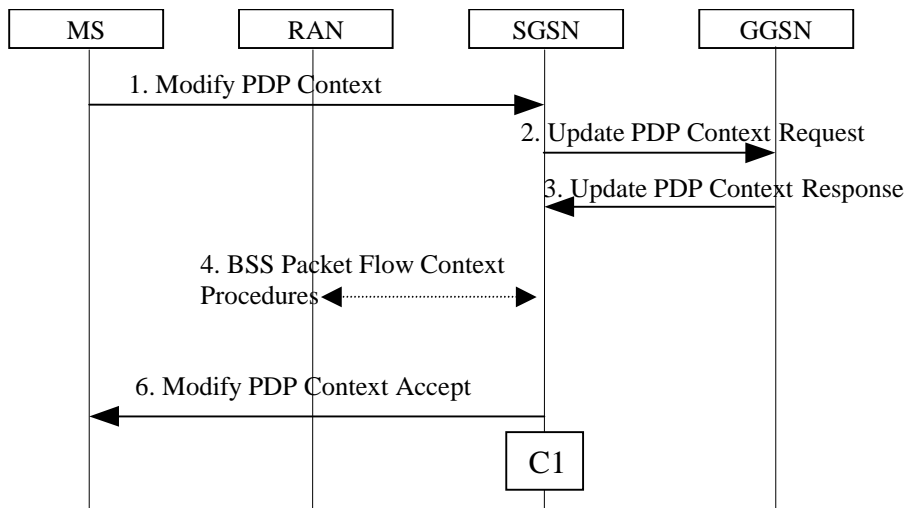 MS RAN SGSN GGSN
1. Modify PDP Context
2. Update PDP Context Request
3. Update PDP Context Response
4. BSS Packet Flow Context
Procedures
6. Modify PDP Context Accept
C1